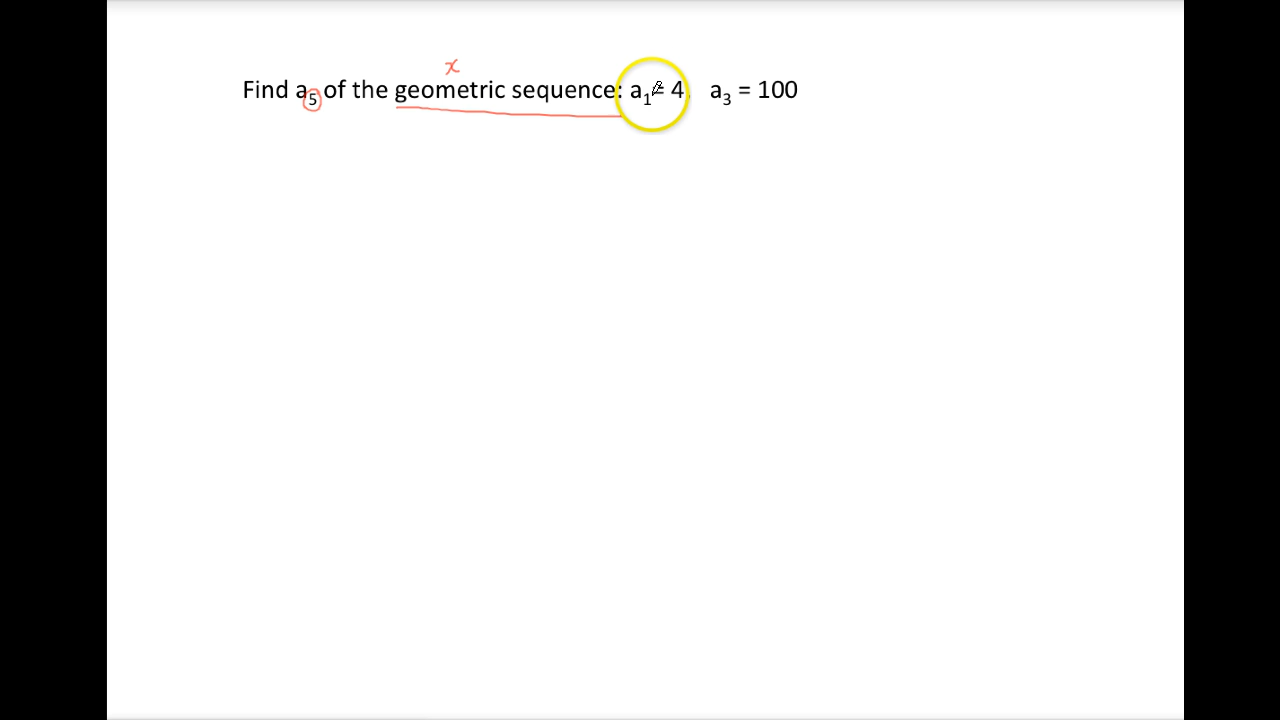 x
Find a₅ of the geometric sequence: a₁ = 4, a₃ = 100